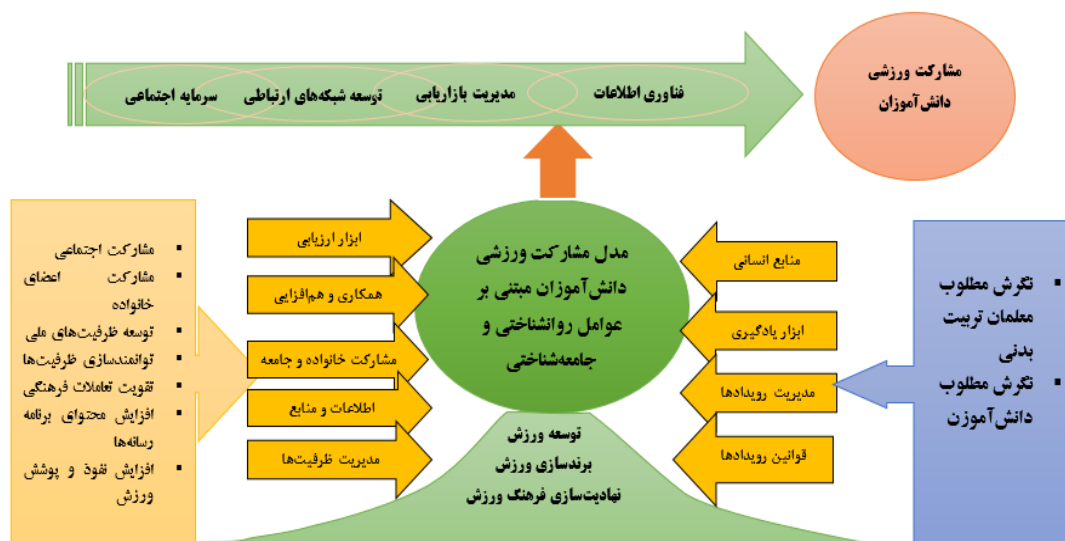 مشارکت ورزشی
دانش‌آموزان
فناوری اطلاعات
مدیریت بازاریابی
توسعه شبکه‌های ارتباطی
سرمایه اجتماعی
نگرش مطلوب
معلمان تربیت
بدنی
نگرش مطلوب
دانش‌آموزن
منابع انسانی
ابزار یادگیری
مدیریت رویدادها
قوانین رویدادها
مدل مشارکت ورزشی
دانش‌آموزان مبتنی بر
عوامل روانشناختی و
جامعه‌شناختی
توسعه ورزش
برندسازی ورزش
نهادیت‌سازی فرهنگ ورزش
ابزار ارزیابی
همکاری و هم‌افزایی
مشارکت خانواده و جامعه
اطلاعات و منابع
مدیریت ظرفیت‌ها
مشارکت اجتماعی
مشارکت اعضای
خانواده
توسعه ظرفیت‌های ملی
توانمندسازی ظرفیت‌ها
تقویت تعاملات فرهنگی
افزایش محتوای برنامه
رسانه‌ها
افزایش نفوذ و پوشش
ورزش